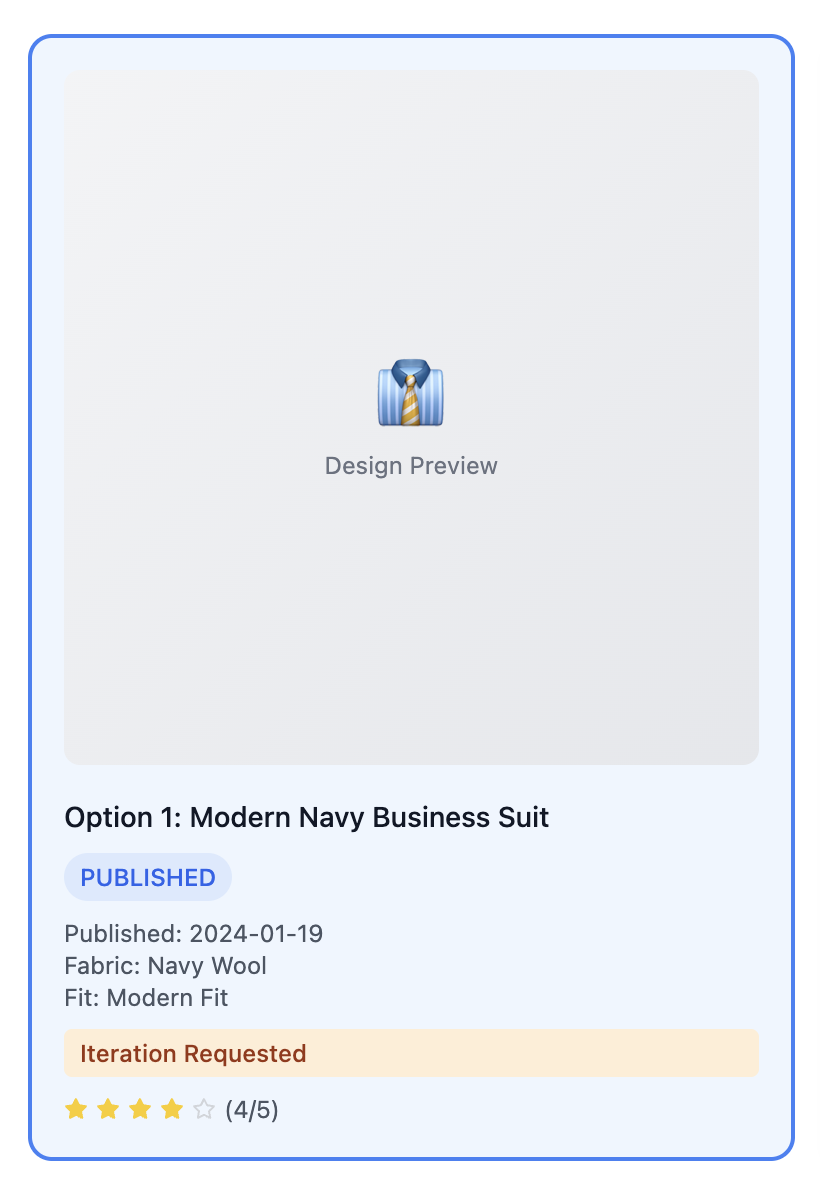 Design Preview
Option 1: Modern Navy Business Suit
PUBLISHED
Published: 2024-01-19
Fabric: Navy Wool
Fit: Modern Fit
Iteration Requested
(4/5)